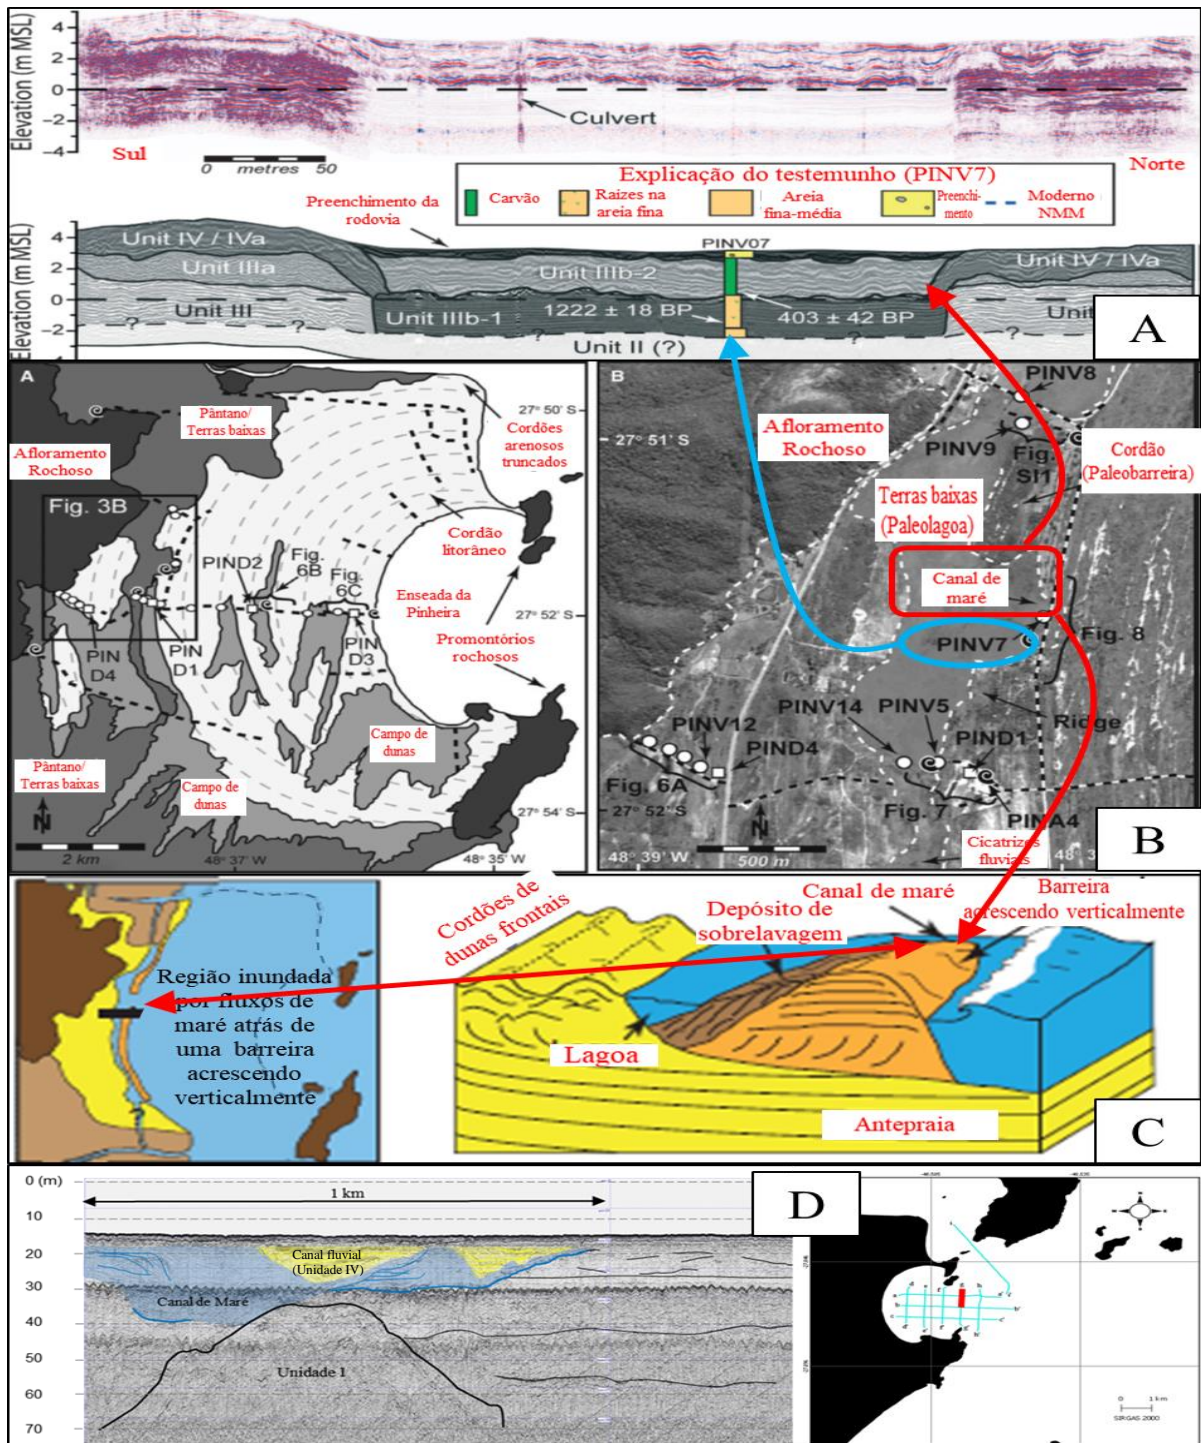 Elevation (m MSL)
4
2
0
−2
−4
Culvert
Sul
Norte
0 metres 50
Explicação do testemunho (PINV7)
Carvão
Raízes na
areia fina
Areia
fina-média
Preenchi-
mento
Moderno
NMM
Preenchimento da
rodovia
Elevation (m MSL)
4
2
0
−2
PINV07
Unit IV / IVa
Unit IIIa
Unit III
Unit IIIb-2
Unit IIIb-1
1222 ± 18 BP
403 ± 42 BP
Unit IV / IVa
Unit
Unit II (?)
?
?
?
?
?
A
A
Pântano/
Terras baixas
Afloramento
Rochoso
Fig. 3B
27° 50' S
Cordões
arenosos
truncados
Cordão
litorâneo
PIND2
Fig.
6B
Fig.
6C
Enseada da
Pinheira
27° 52' S
Promontórios
rochosos
PIN
D4
PIN
D1
PIN
D3
Campo de
dunas
Pântano/
Terras baixas
Campo de
dunas
N
2 km
27° 54' S
48° 37' W
48° 35' W
B
27° 51' S
Afloramento
Rochoso
PINV8
PINV9
Fig.
SI1
Cordão
(Paleobarreira)
Terras baixas
(Paleolagoa)
Canal de
maré
PINV7
Fig. 8
PINV14
PINV5
Ridge
PINV12
PIND4
PIND1
Fig. 6A
Fig. 7
27° 52' S
PINA4
N
Cicatrizes
fluviais
48° 39' W
500 m
B
Região inundada
por fluxos de
maré atrás de
uma barreira
acrescendo
verticalmente
Cordões de
dunas frontais
Canal de maré
Depósito de
sobrelavagem
Barreira
acrescendo verticalmente
Lagoa
Antepraia
C
0 (m)
10
20
30
40
50
60
70
1 km
Canal fluvial
(Unidade IV)
Canal de Maré
Unidade I
D
0 1 km
SIRGAS 2000